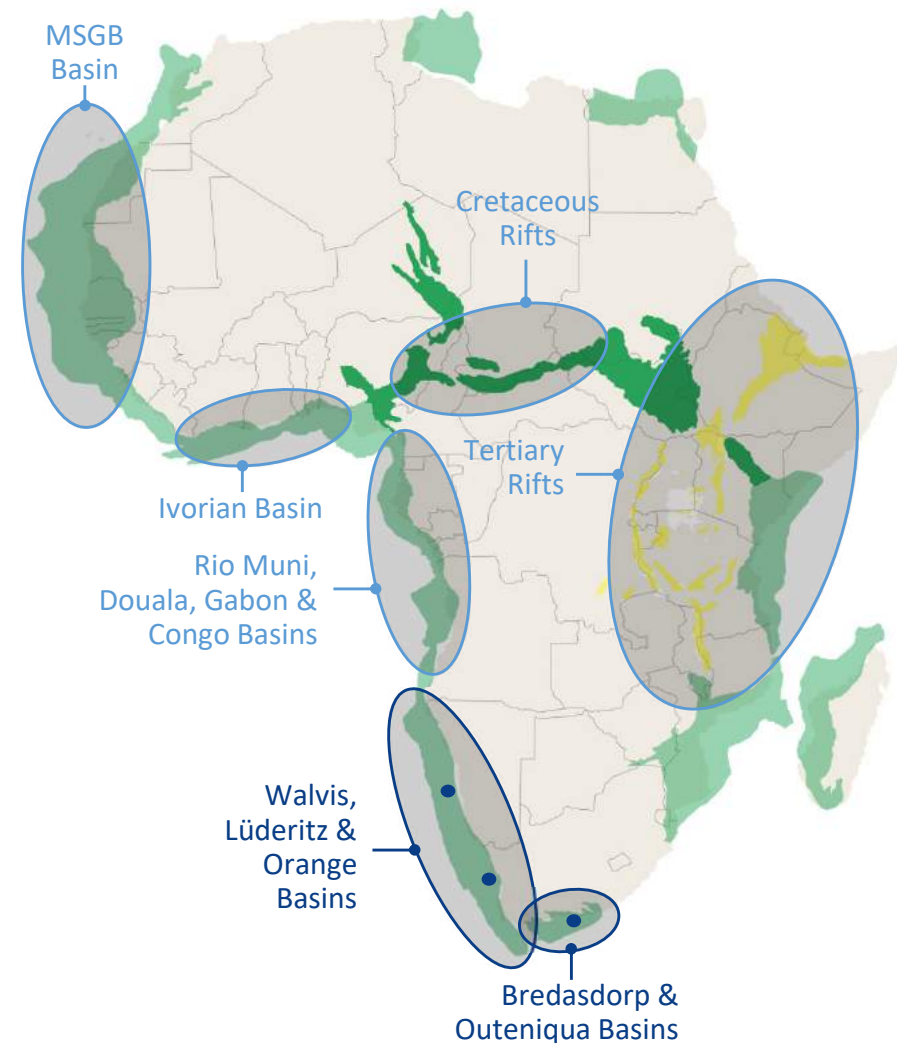 MSGB
Basin
Cretaceous
Rifts
Tertiary
Rifts
Ivorian Basin
Rio Muni,
Douala, Gabon &
Congo Basins
Walvis,
Lüderitz &
Orange
Basins
Bredasdorp &
Outeniqua Basins